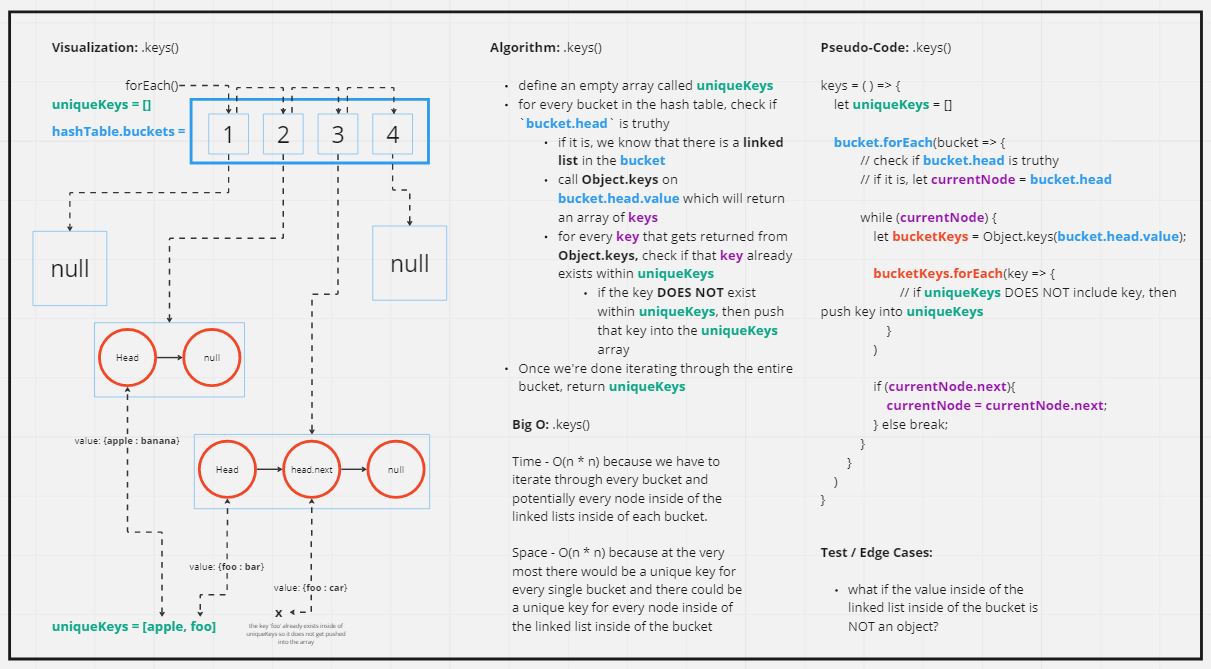 Visualization: .keys()
forEach()
uniqueKeys = []
hashTable.buckets =
1
2
3
4
null
null
Head
null
value: {apple : banana}
Head
head.next
null
value: {foo : bar}
value: {foo : car}
x
uniqueKeys = [apple, foo]
the key 'foo' already exists inside of
uniqueKeys so it does not get pushed
into the array
Algorithm: .keys()
• define an empty array called uniqueKeys
• for every bucket in the hash table, check if
`bucket.head` is truthy
• if it is, we know that there is a linked
list in the bucket
• call Object.keys on
bucket.head.value which will return
an array of keys
• for every key that gets returned from
Object.keys, check if that key already
exists within uniqueKeys
• if the key DOES NOT exist
within uniqueKeys, then push
that key into the uniqueKeys
array
• Once we're done iterating through the entire
bucket, return uniqueKeys
Big O: .keys()
Time - O(n * n) because we have to
iterate through every bucket and
potentially every node inside of the
linked lists inside of each bucket.
Space - O(n * n) because at the very
most there would be a unique key for
every single bucket and there could be
a unique key for every node inside of
the linked list inside of the bucket
Pseudo-Code: .keys()
keys = ( ) => {
let uniqueKeys = []
bucket.forEach(bucket => {
// check if bucket.head is truthy
// if it is, let currentNode = bucket.head
while (currentNode) {
let bucketKeys = Object.keys(bucket.head.value);
bucketKeys.forEach(key => {
// if uniqueKeys DOES NOT include key, then
push key into uniqueKeys
}
)
if (currentNode.next){
currentNode = currentNode.next;
} else break;
}
}
)
}
Test / Edge Cases:
• what if the value inside of the
linked list inside of the bucket is
NOT an object?